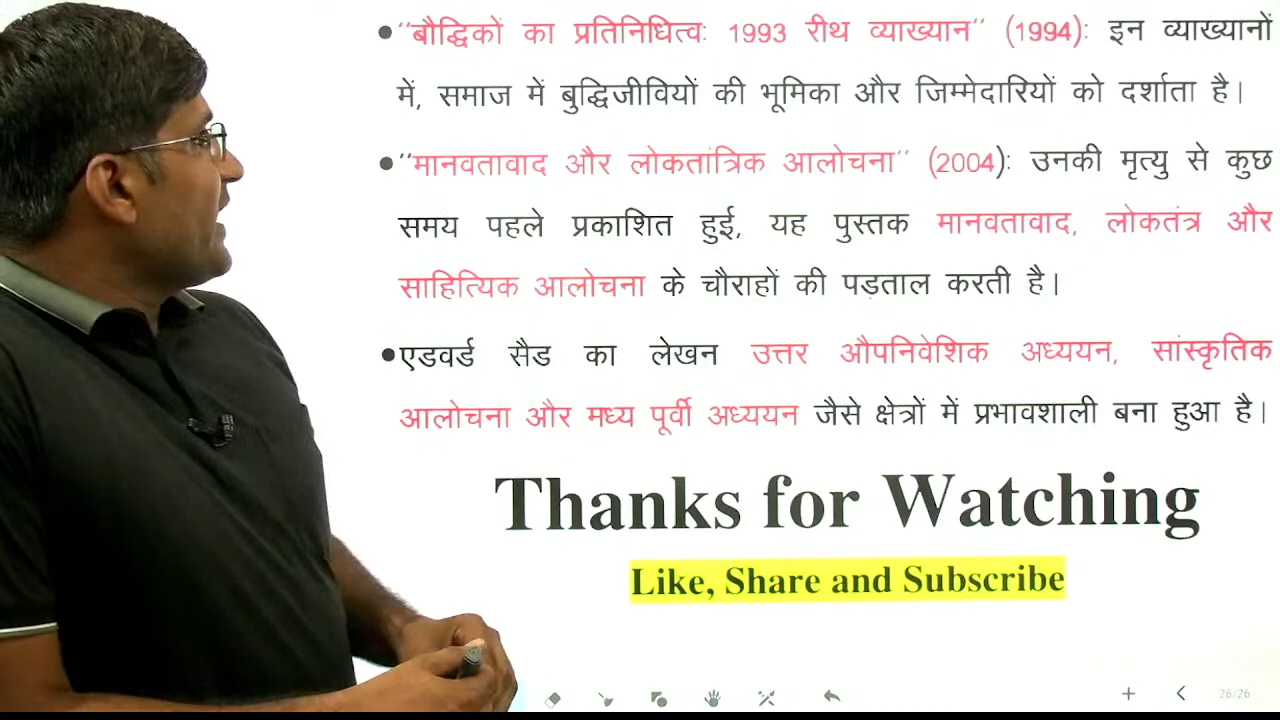 • ‘‘बौद्धिकों का प्रतिनिधित्वः 1993 रीथ व्याख्यान’’ (1994)ः इन व्याख्यानों
में, समाज में बुद्धिजीवियों की भूमिका और जिम्मेदारियों को दर्शाता है।
• ‘‘मानवतावाद और लोकतांत्रिक आलोचना’’ (2004)ः उनकी मृत्यु से कुछ
समय पहले प्रकाशित हुई, यह पुस्तक मानवतावाद, लोकतंत्र और
साहित्यिक आलोचना के चौराहों की पड़ताल करती है।
• एडवर्ड सैड का लेखन उत्तर औपनिवेशिक अध्ययन, सांस्कृतिक
आलोचना और मध्य पूर्वी अध्ययन जैसे क्षेत्रों में प्रभावशाली बना हुआ है।
Thanks for Watching
Like, Share and Subscribe
26/26